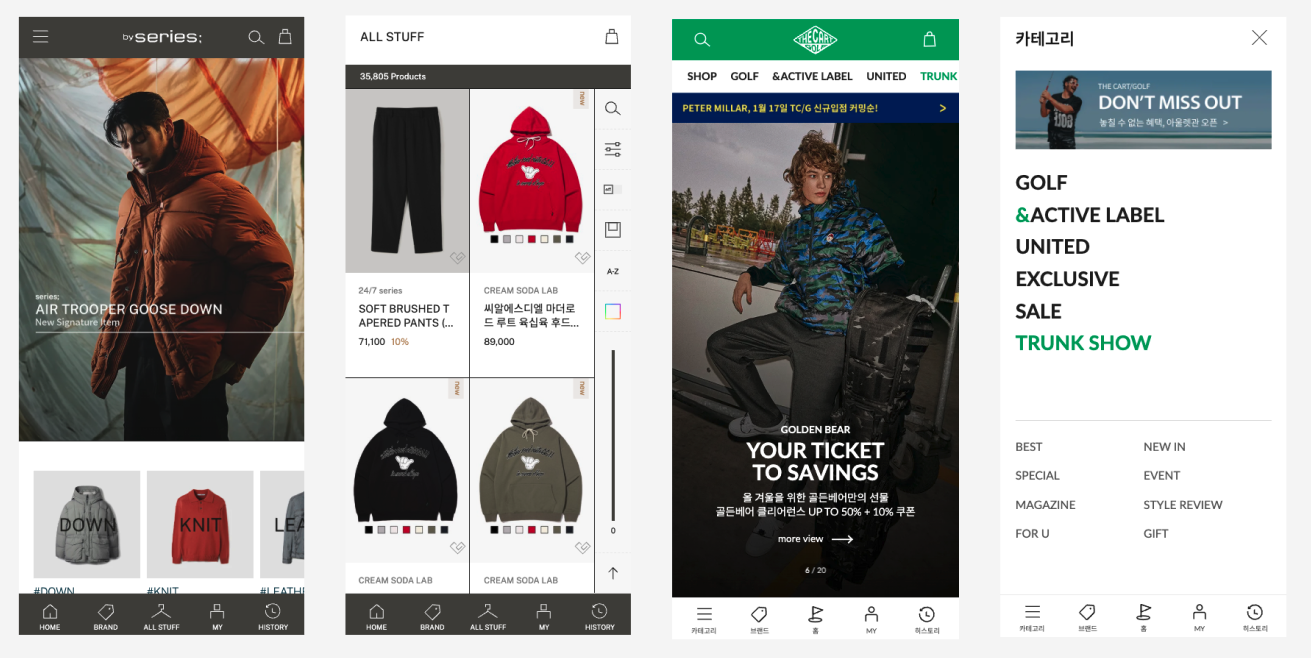 by series;
series;
AIR TROOPER GOOSE DOWN
New Signature Item
DOWN
KNIT
LEA
#DOWN
#KNIT
#LEATHE
HOME
BRAND
ALL STUFF
MY
HISTORY
ALL STUFF
35,805 Products
new
24/7 series
SOFT BRUSHED T
APERED PANTS (...
71,100 10%
CREAM SODA LAB
씨알에스디엘 마더로
드 루트 육십육 후드...
89,000
A-Z
0
new
new
CREAM SODA LAB
CREAM SODA LAB
HOME
BRAND
ALL STUFF
MY
HISTORY
THE CART
GOLF
SHOP
GOLF
&ACTIVE LABEL
UNITED
TRUNK
PETER MILLAR, 1월 17일 TC/G 신규입점 커밍순! >
GOLDEN BEAR
YOUR TICKET
TO SAVINGS
올 겨울을 위한 골든베어만의 선물
골든베어 클리어런스 UP TO 50% + 10% 쿠폰
more view
6 / 20
카테고리
브랜드
홈
MY
히스토리
카테고리
THE CART/GOLF
DON'T MISS OUT
놓칠 수 없는 혜택, 아울렛관 오픈 >
GOLF
&ACTIVE LABEL
UNITED
EXCLUSIVE
SALE
TRUNK SHOW
BEST
NEW IN
SPECIAL
EVENT
MAGAZINE
STYLE REVIEW
FOR U
GIFT
카테고리
브랜드
홈
MY
히스토리